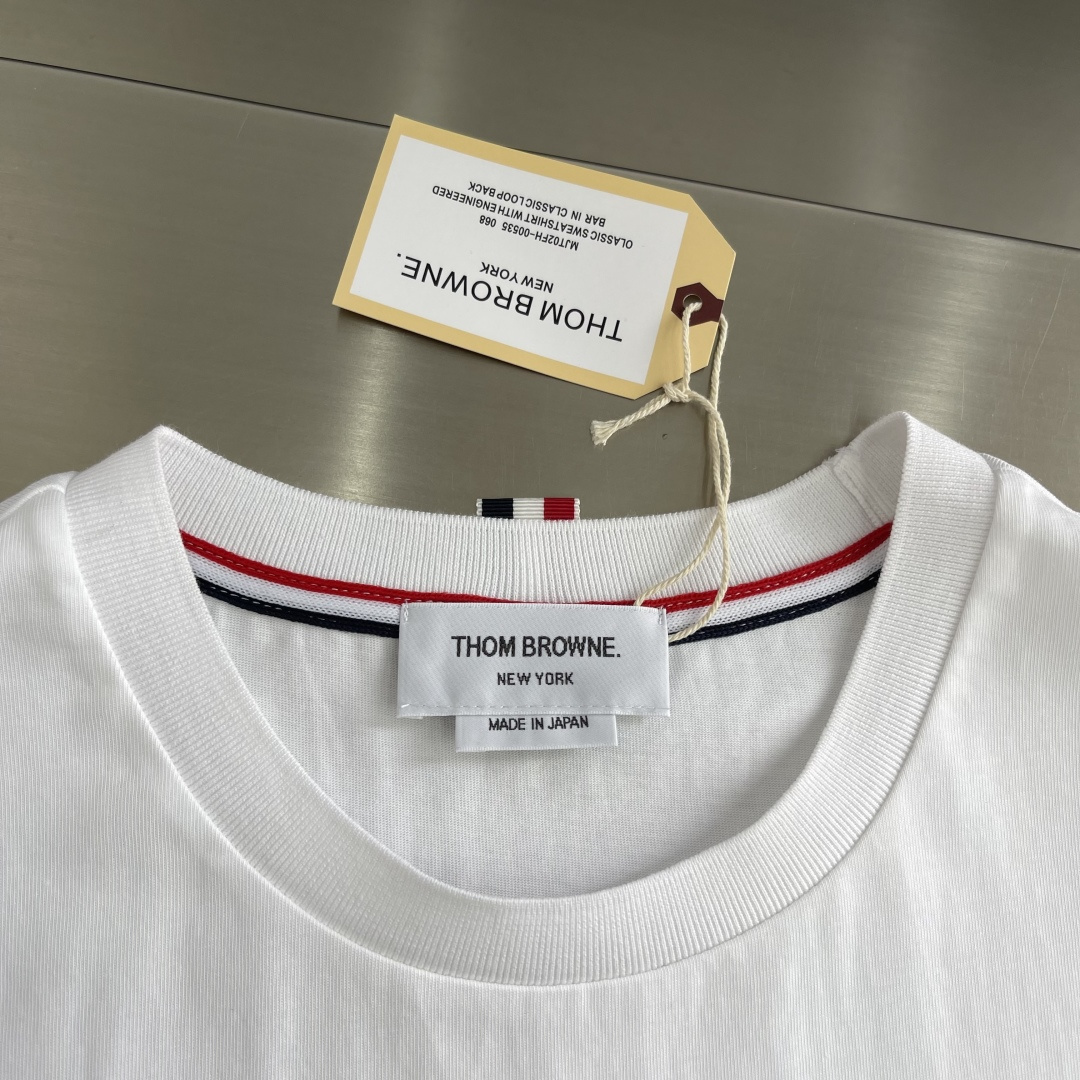 THOM BROWNE.
NEW YORK
MJT02FH-00535 068
CLASSIC SWEATSHIRT WITH ENGINEERED
BAR IN CLASSIC LOOP BACK
THOM BROWNE.
NEW YORK
MADE IN JAPAN